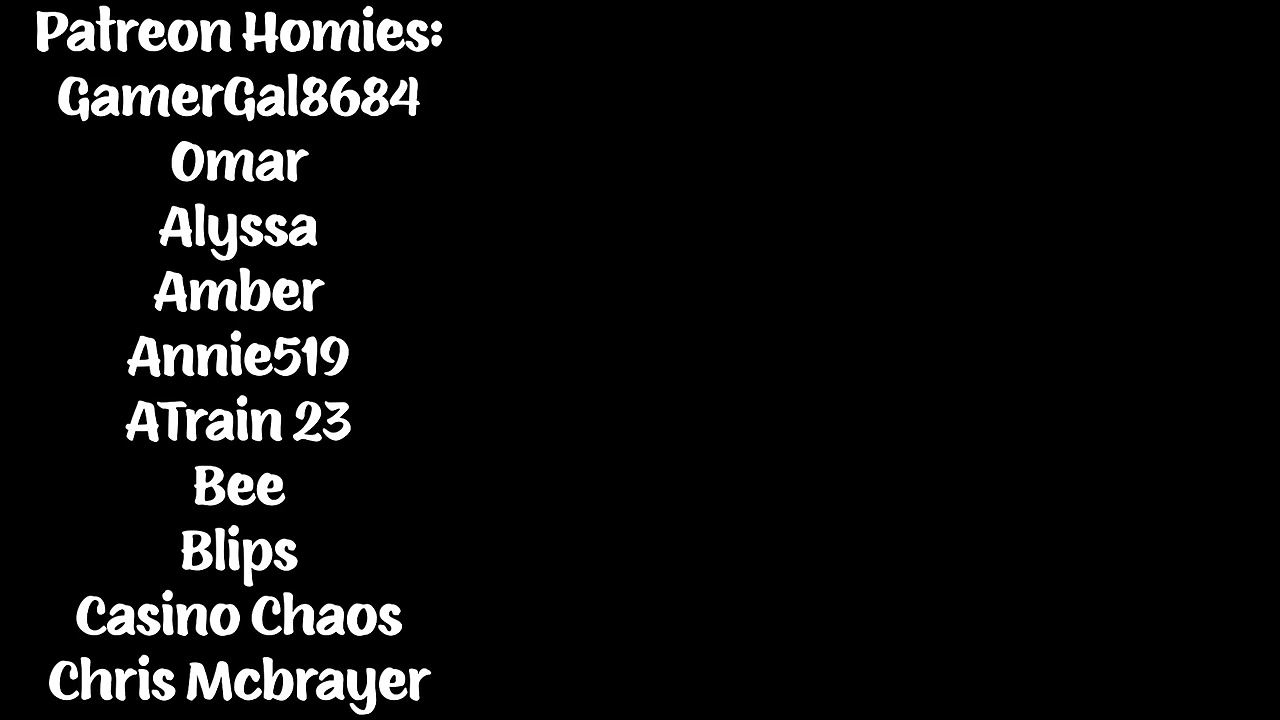 Patreon Homies:
GamerGal8684
Omar
Alyssa
Amber
Annie519
ATrain 23
Bee
Blips
Casino Chaos
Chris Mcbrayer